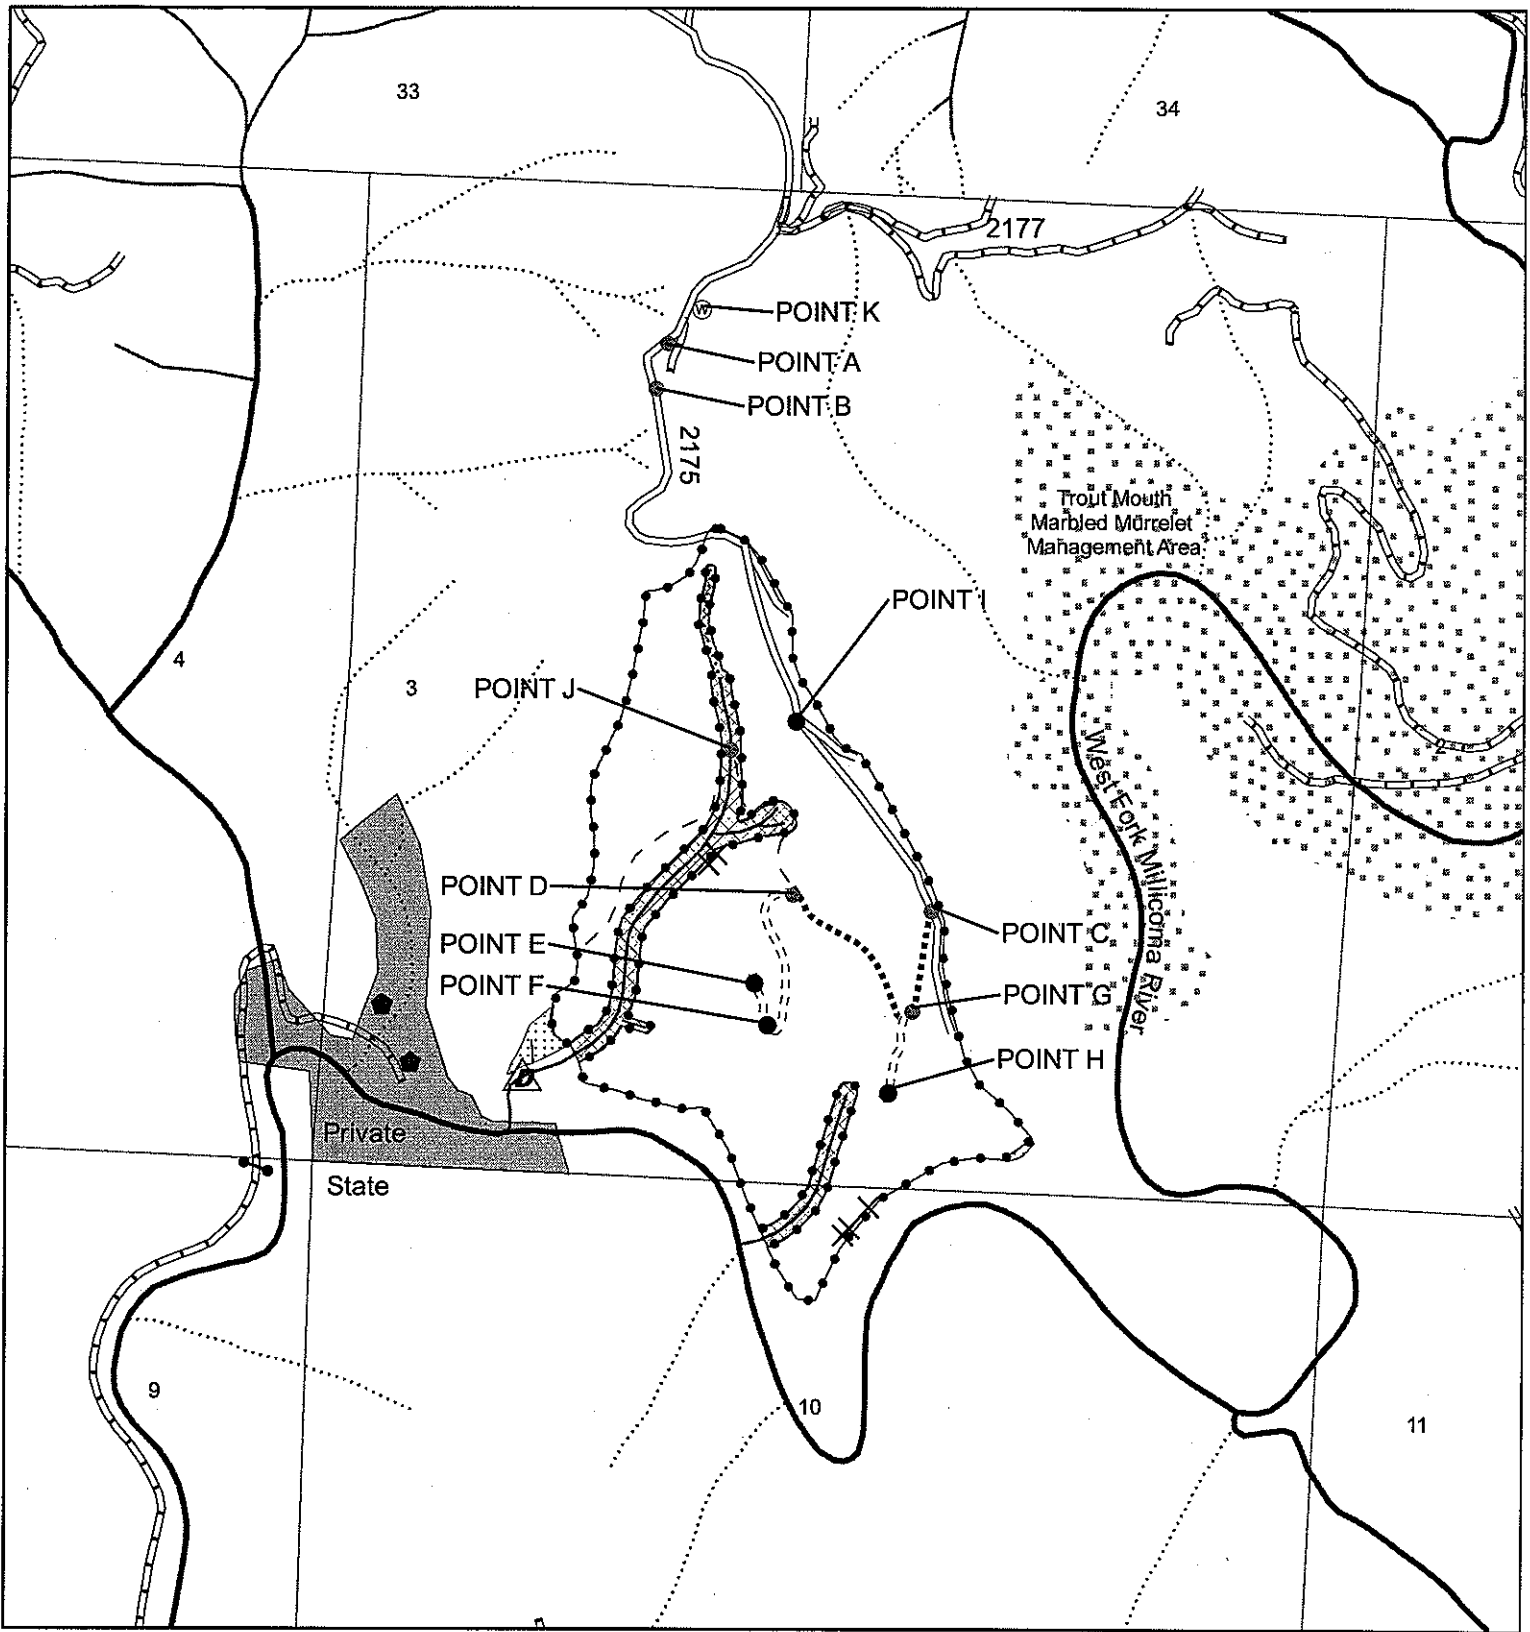 33
34
2177
POINT K
POINT A
POINT B
2175
Trout Mouth
Marbled Murrelet
Management Area
POINT I
4
3
POINT J
West Fork Millicoma River
POINT D
POINT E
POINT C
POINT F
POINT G
POINT H
Private
State
9
10
11
W
D